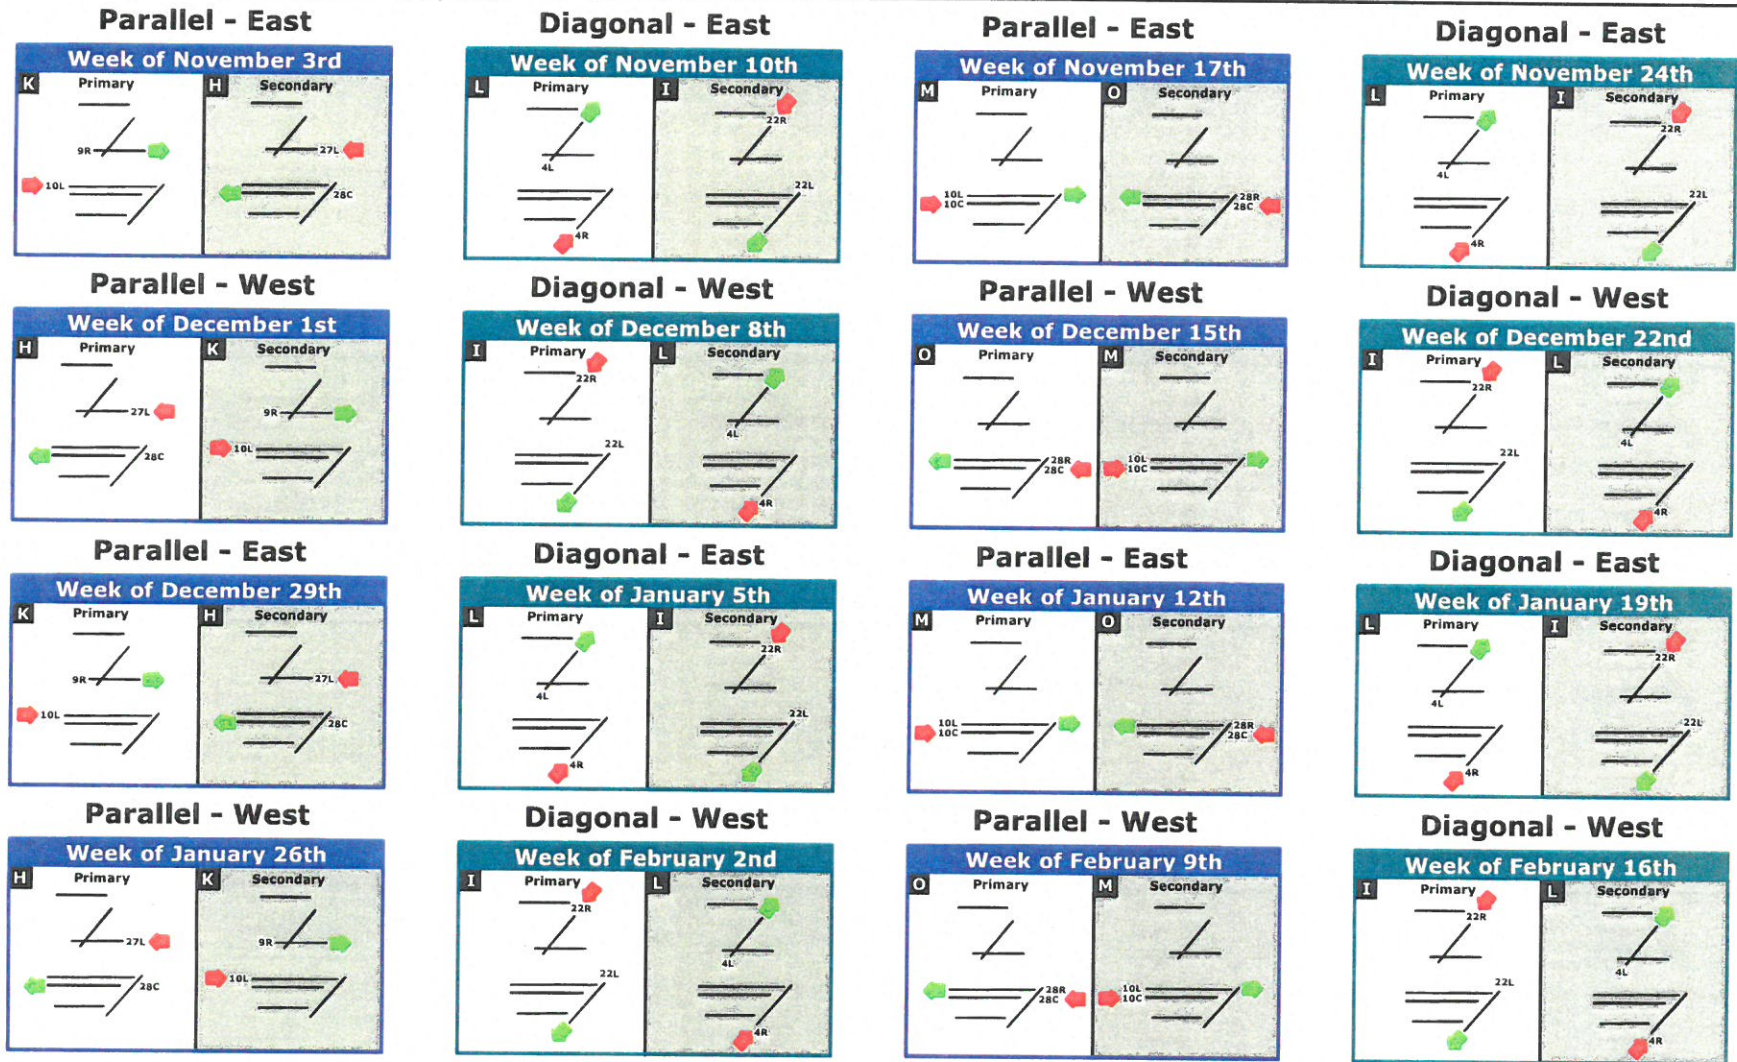 Parallel - East
Week of November 3rd
K Primary
H Secondary
9R
27L
10L
28C
Diagonal - East
Week of November 10th
L Primary
I Secondary
22R
4L
22L
4R
Parallel - East
Week of November 17th
M Primary
O Secondary
10L
10C
28R
28C
Diagonal - East
Week of November 24th
L Primary
I Secondary
22R
4L
22L
4R
Parallel - West
Week of December 1st
H Primary
K Secondary
27L
9R
28C
10L
Diagonal - West
Week of December 8th
I Primary
L Secondary
22R
4L
22L
4R
Parallel - West
Week of December 15th
O Primary
M Secondary
28R
28C
10L
10C
Diagonal - West
Week of December 22nd
I Primary
L Secondary
22R
4L
22L
4R
Parallel - East
Week of December 29th
K Primary
H Secondary
9R
27L
10L
28C
Diagonal - East
Week of January 5th
L Primary
I Secondary
22R
4L
22L
4R
Parallel - East
Week of January 12th
M Primary
O Secondary
10L
10C
28R
28C
Diagonal - East
Week of January 19th
L Primary
I Secondary
22R
4L
22L
4R
Parallel - West
Week of January 26th
H Primary
K Secondary
27L
9R
28C
10L
Diagonal - West
Week of February 2nd
I Primary
L Secondary
22R
4L
22L
4R
Parallel - West
Week of February 9th
O Primary
M Secondary
28R
28C
10L
10C
Diagonal - West
Week of February 16th
I Primary
L Secondary
22R
4L
22L
4R